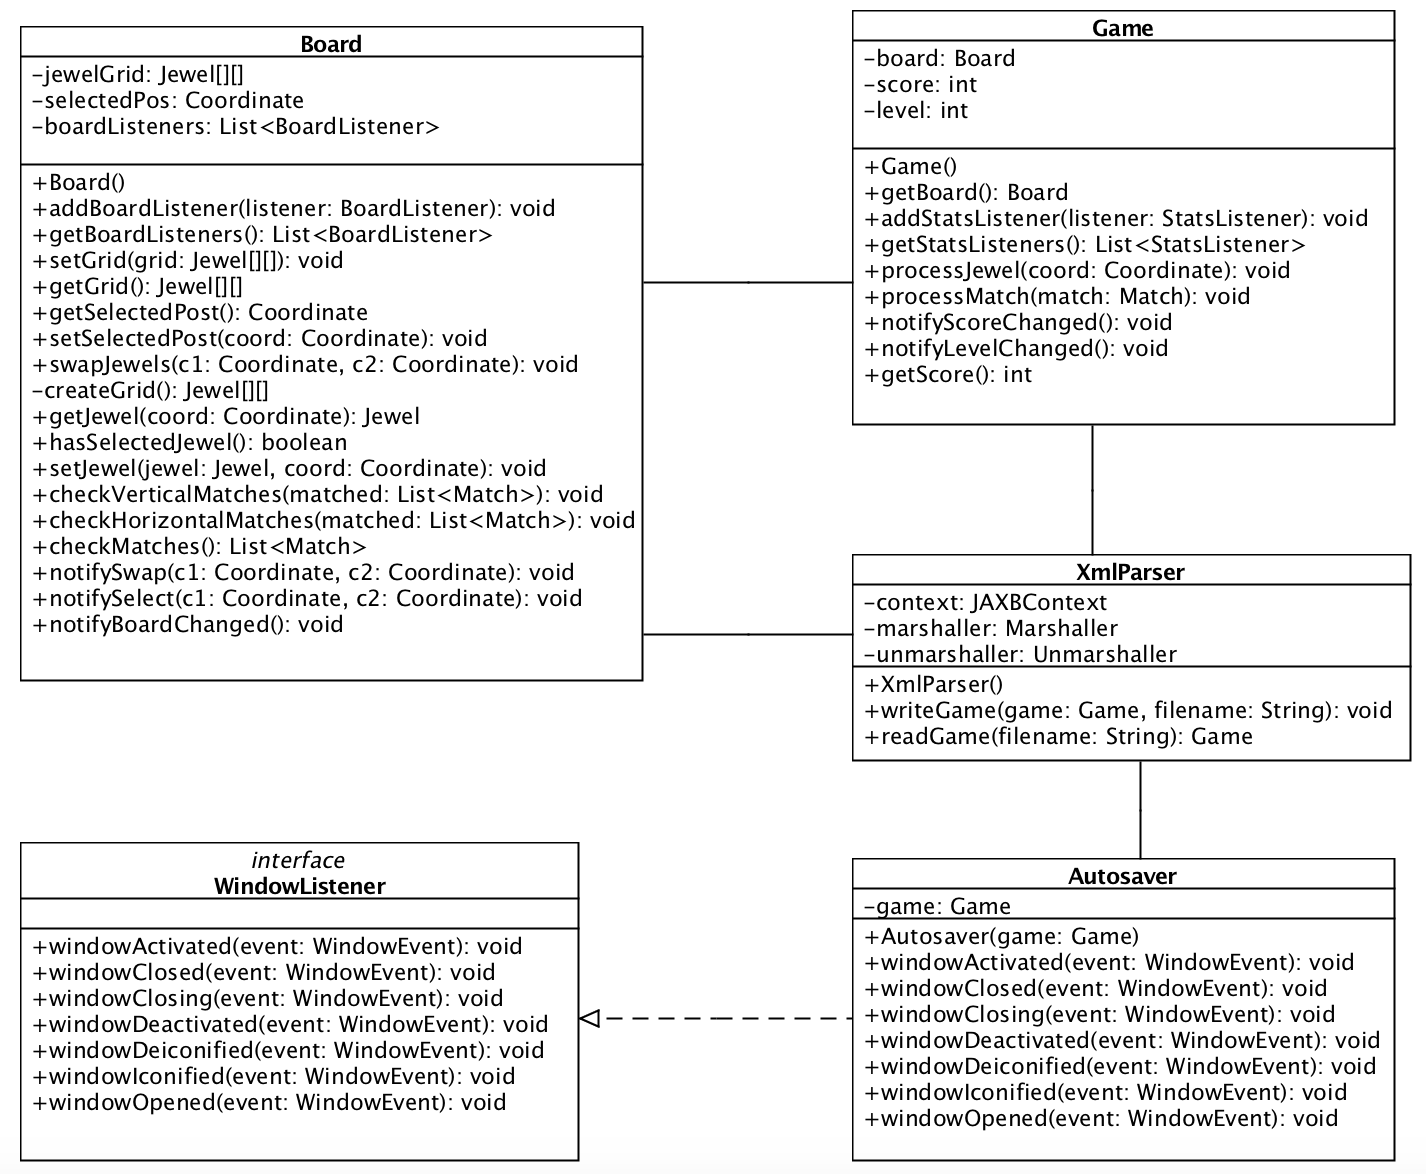 Board
-jewelGrid: Jewel[][]
-selectedPos: Coordinate
-boardListeners: List<BoardListener>
+Board()
+addBoardListener(listener: BoardListener): void
+getBoardListeners(): List<BoardListener>
+setGrid(grid: Jewel[][]): void
+getGrid(): Jewel[][]
+getSelectedPost(): Coordinate
+setSelectedPost(coord: Coordinate): void
+swapJewels(c1: Coordinate, c2: Coordinate): void
-createGrid(): Jewel[][]
+getJewel(coord: Coordinate): Jewel
+hasSelectedJewel(): boolean
+setJewel(jewel: Jewel, coord: Coordinate): void
+checkVerticalMatches(matched: List<Match>): void
+checkHorizontalMatches(matched: List<Match>): void
+checkMatches(): List<Match>
+notifySwap(c1: Coordinate, c2: Coordinate): void
+notifySelect(c1: Coordinate, c2: Coordinate): void
+notifyBoardChanged(): void
Game
-board: Board
-score: int
-level: int
+Game()
+getBoard(): Board
+addStatsListener(listener: StatsListener): void
+getStatsListeners(): List<StatsListener>
+processJewel(coord: Coordinate): void
+processMatch(match: Match): void
+notifyScoreChanged(): void
+notifyLevelChanged(): void
+getScore(): int
XmlParser
-context: JAXBContext
-marshaller: Marshaller
-unmarshaller: Unmarshaller
+XmlParser()
+writeGame(game: Game, filename: String): void
+readGame(filename: String): Game
interface
WindowListener
+windowActivated(event: WindowEvent): void
+windowClosed(event: WindowEvent): void
+windowClosing(event: WindowEvent): void
+windowDeactivated(event: WindowEvent): void
+windowDeiconified(event: WindowEvent): void
+windowIconified(event: WindowEvent): void
+windowOpened(event: WindowEvent): void
Autosaver
-game: Game
+Autosaver(game: Game)
+windowActivated(event: WindowEvent): void
+windowClosed(event: WindowEvent): void
+windowClosing(event: WindowEvent): void
+windowDeactivated(event: WindowEvent): void
+windowDeiconified(event: WindowEvent): void
+windowIconified(event: WindowEvent): void
+windowOpened(event: WindowEvent): void